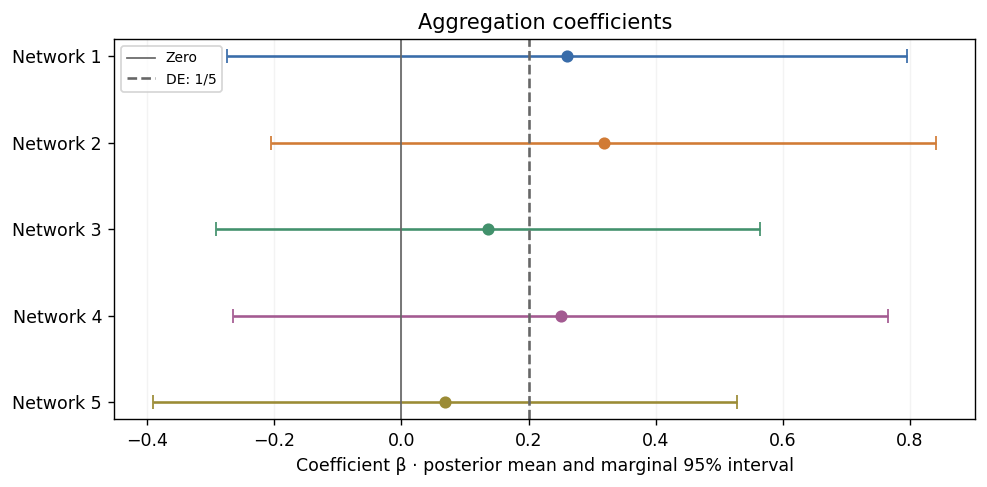 Aggregation coefficients
Zero
DE: 1/5
Network 1
Network 2
Network 3
Network 4
Network 5
−0.4 −0.2 0.0 0.2 0.4 0.6 0.8
Coefficient β · posterior mean and marginal 95% interval